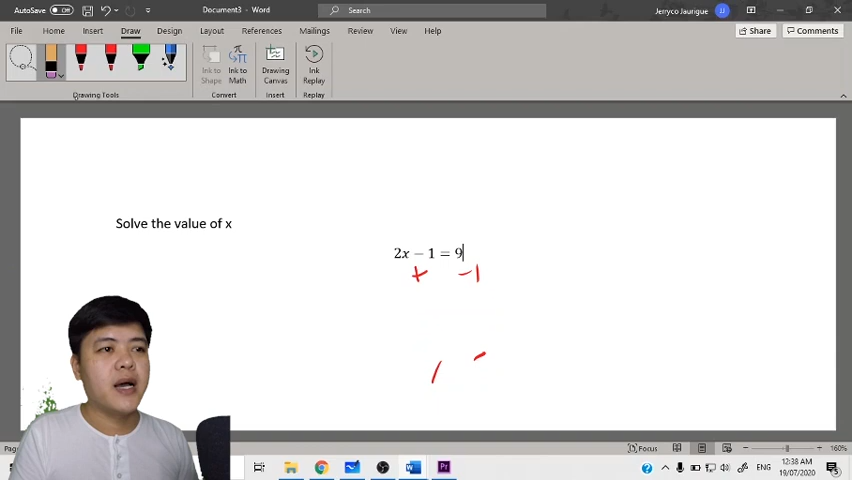 AutoSave Off Document3 - Word Search Jerryco Jaurigue JJ
File Home Insert Draw Design Layout References Mailings Review View Help Share Comments
Ink to Shape Ink to Math Drawing Canvas Ink Replay
Drawing Tools Convert Insert Replay
Solve the value of x
2x − 1 = 9
+ −1
Focus 160%
ENG 12:38 AM
19/07/2020 5